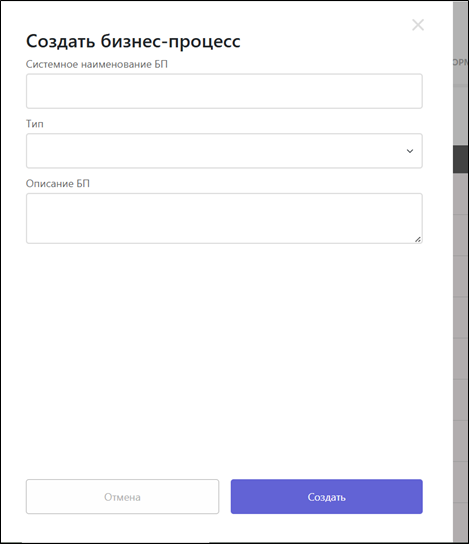 Создать бизнес-процесс
Системное наименование БП
Тип
Описание БП
Отмена
Создать